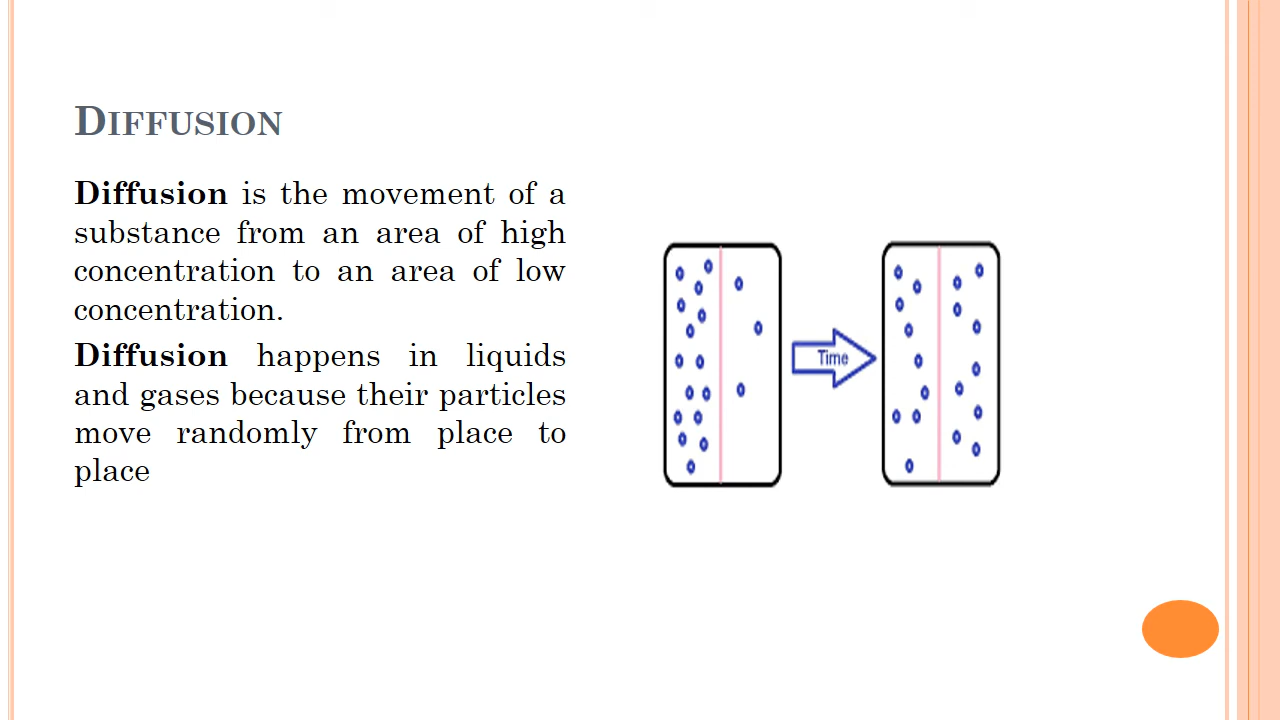 DIFFUSION
Diffusion is the movement of a
substance from an area of high
concentration to an area of low
concentration.
Diffusion happens in liquids
and gases because their particles
move randomly from place to
place
Time